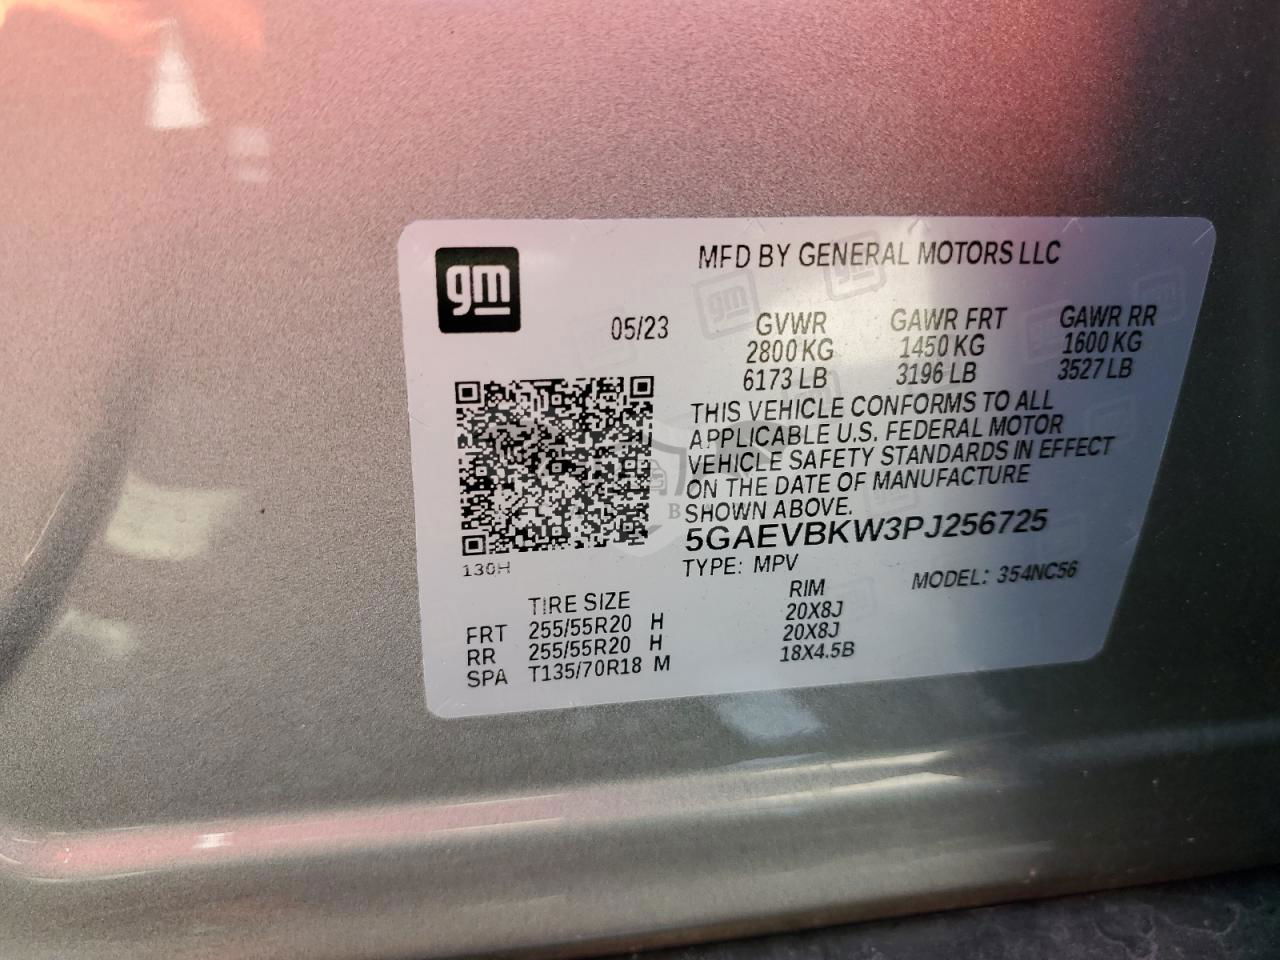 gm
MFD BY GENERAL MOTORS LLC
05/23
GVWR GAWR FRT GAWR RR
2800 KG 1450 KG 1600 KG
6173 LB 3196 LB 3527 LB
THIS VEHICLE CONFORMS TO ALL
APPLICABLE U.S. FEDERAL MOTOR
VEHICLE SAFETY STANDARDS IN EFFECT
ON THE DATE OF MANUFACTURE
SHOWN ABOVE.
5GAEVBKW3PJ256725
130H
TYPE: MPV MODEL: 354NC56
TIRE SIZE RIM
FRT 255/55R20 H 20X8J
RR 255/55R20 H 20X8J
SPA T135/70R18 M 18X4.5B